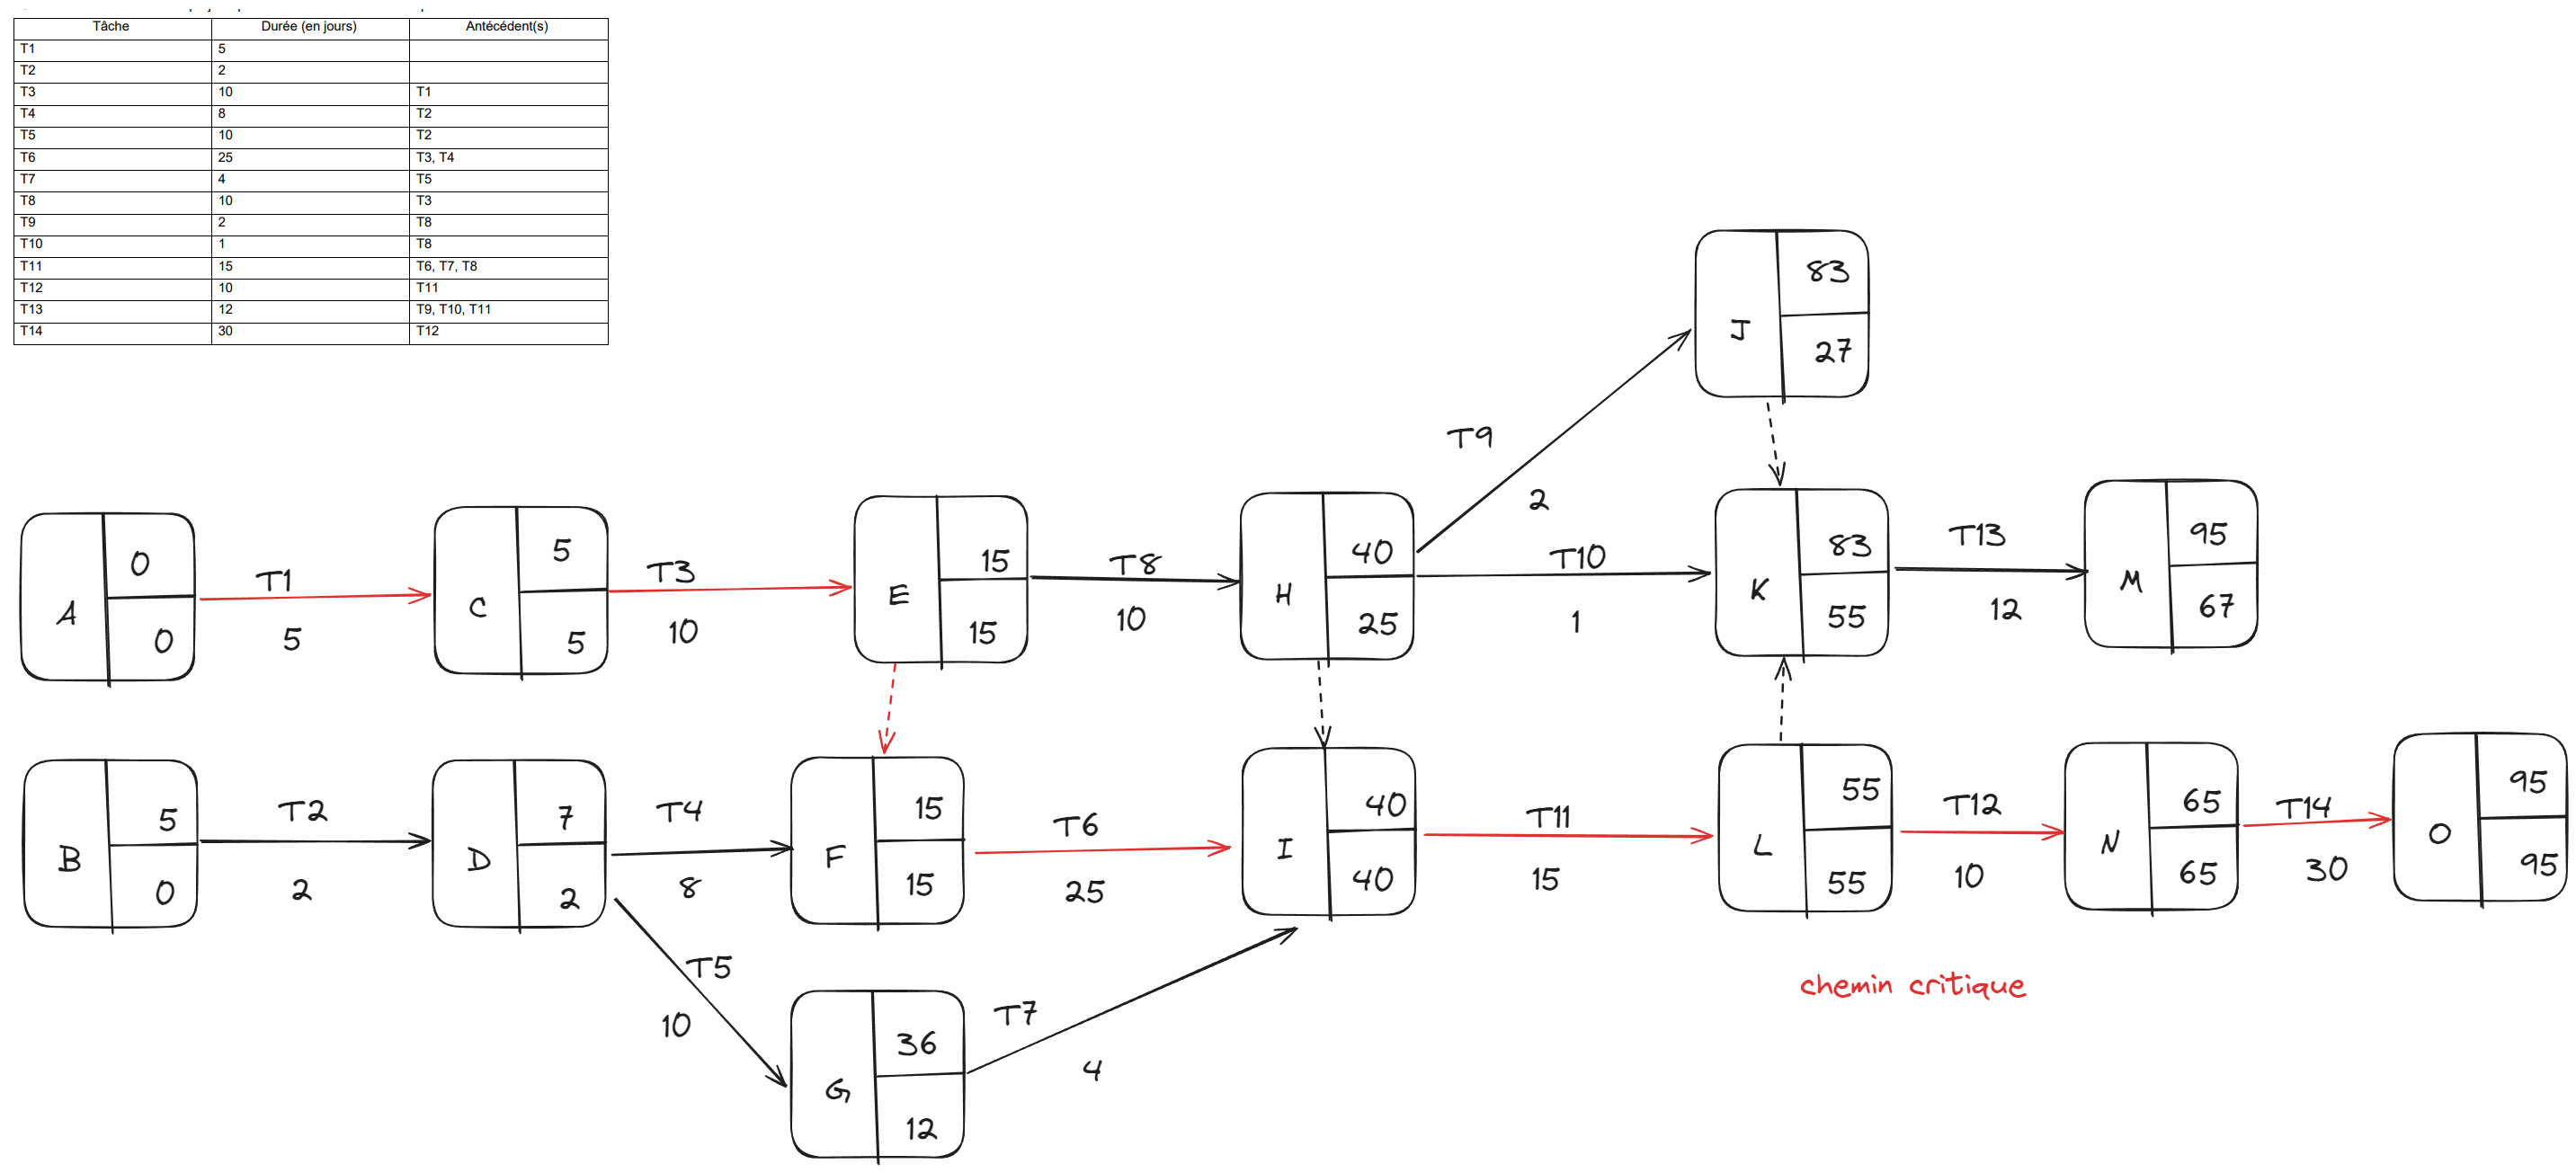 Tâche Durée (en jours) Antécédent(s)
T1 5
T2 2
T3 10 T1
T4 8 T2
T5 10 T2
T6 25 T3, T4
T7 4 T5
T8 10 T3
T9 2 T8
T10 1 T8
T11 15 T6, T7, T8
T12 10 T11
T13 12 T9, T10, T11
T14 30 T12
J 83 27
T9
2
A 0 0
T1
5
C 5 5
T3
10
E 15 15
T8
10
H 40 25
T10
1
K 83 55
T13
12
M 95 67
B 5 0
T2
2
D 7 2
T4
8
F 15 15
T6
25
I 40 40
T11
15
L 55 55
T12
10
N 65 65
T14
30
O 95 95
T5
10
G 36 12
T7
4
chemin critique